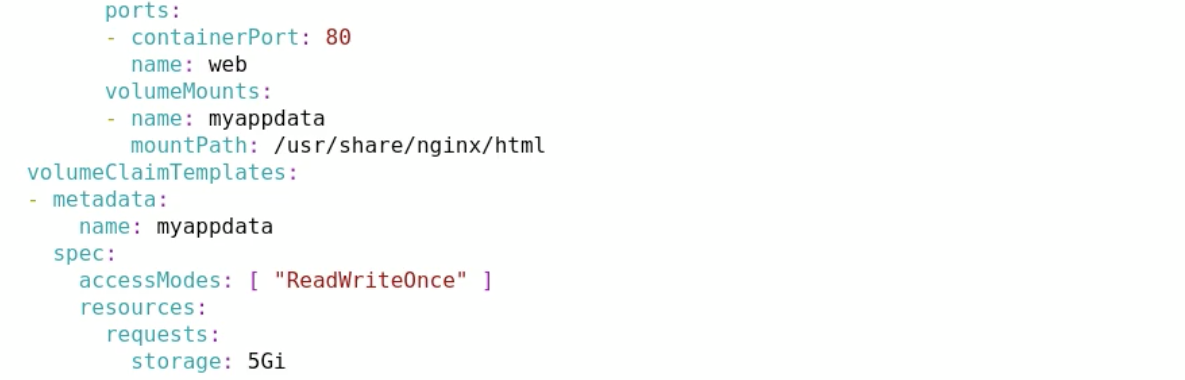 ports:
      - containerPort: 80
        name: web
      volumeMounts:
      - name: myappdata
        mountPath: /usr/share/nginx/html
volumeClaimTemplates:
- metadata:
    name: myappdata
  spec:
    accessModes: [ "ReadWriteOnce" ]
    resources:
      requests:
        storage: 5Gi